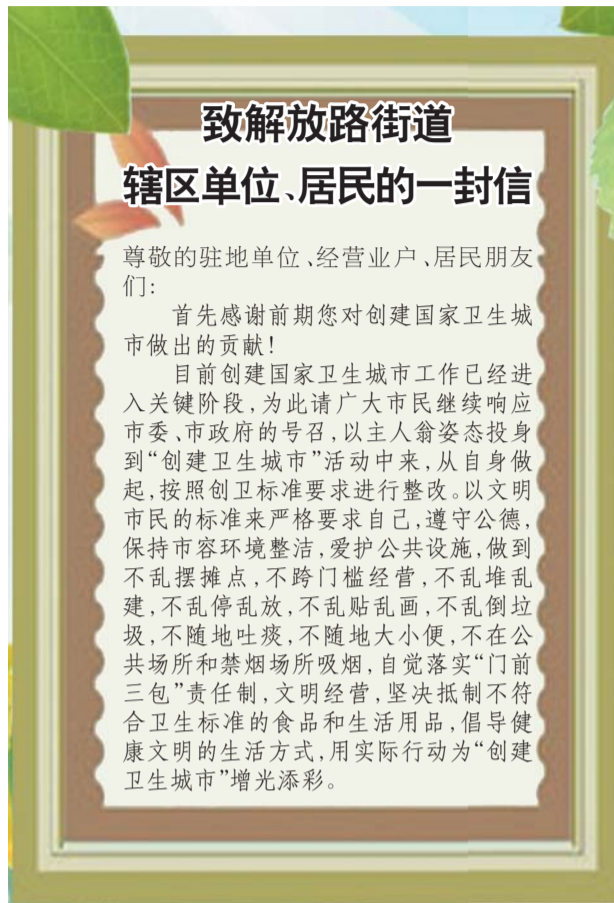 致解放路街道
辖区单位、居民的一封信
尊敬的驻地单位、经营业户、居民朋友
们：
首先感谢前期您对创建国家卫生城
市做出的贡献！
目前创建国家卫生城市工作已经进
入关键阶段，为此请广大市民继续响应
市委、市政府的号召，以主人翁姿态投身
到“创建卫生城市”活动中来，从自身做
起，按照创卫标准要求进行整改。以文明
市民的标准来严格要求自己，遵守公德，
保持市容环境整洁，爱护公共设施，做到
不乱摆摊点，不跨门槛经营，不乱堆乱
建，不乱停乱放，不乱贴乱画，不乱倒垃
圾，不随地吐痰，不随地大小便，不在公
共场所和禁烟场所吸烟，自觉落实“门前
三包”责任制，文明经营，坚决抵制不符
合卫生标准的食品和生活用品，倡导健
康文明的生活方式，用实际行动为“创建
卫生城市”增光添彩。